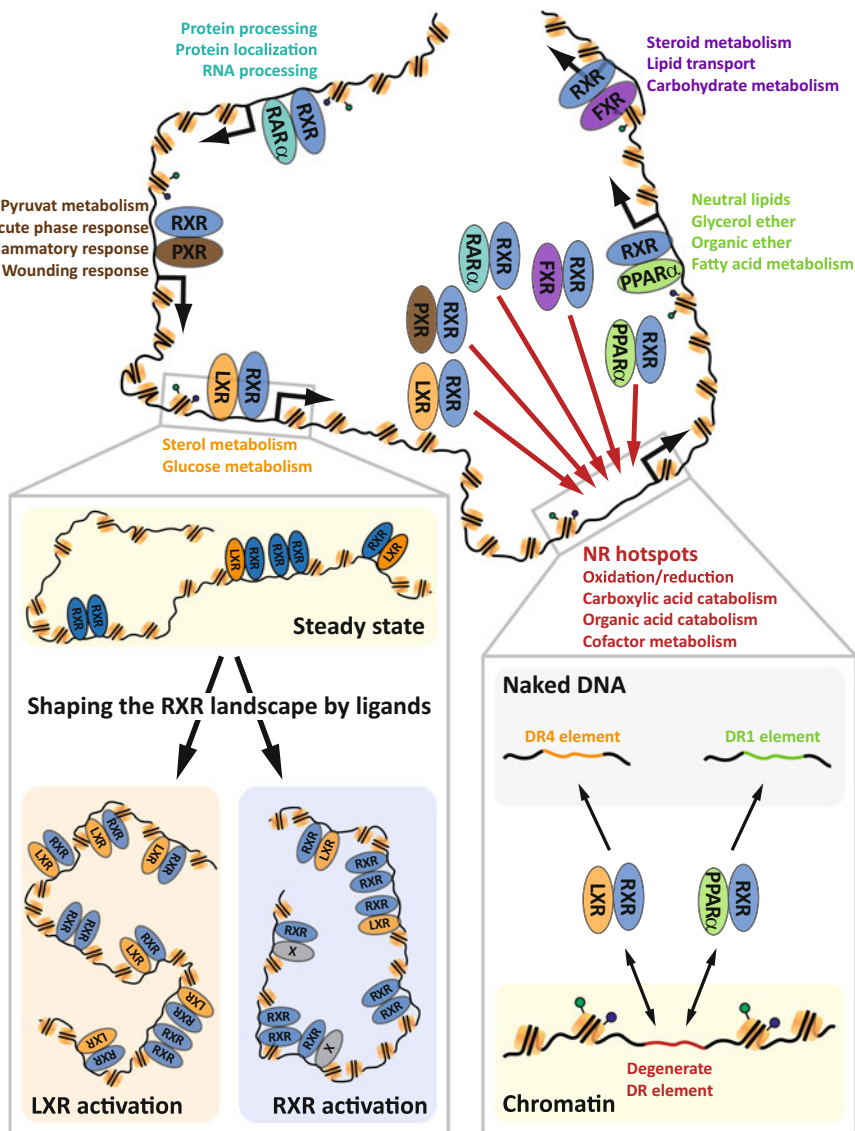 Protein processing
Protein localization
RNA processing
Steroid metabolism
Lipid transport
Carbohydrate metabolism
RXR
FXR
RARα
RXR
Pyruvat metabolism
cute phase response
ammatory response
Wounding response
RXR
PXR
Neutral lipids
Glycerol ether
Organic ether
Fatty acid metabolism
RXR
PPARα
RARα
RXR
FXR
RXR
PXR
RXR
PPARα
RXR
LXR
RXR
LXR
RXR
Sterol metabolism
Glucose metabolism
NR hotspots
Oxidation/reduction
Carboxylic acid catabolism
Organic acid catabolism
Cofactor metabolism
LXR
RXR
RXR
RXR
RXR
LXR
RXR
RXR
Steady state
Shaping the RXR landscape by ligands
RXR
LXR
LXR
RXR
LXR
RXR
RXR
RXR
LXR
RXR
LXR
RXR
RXR
RXR
LXR
RXR
LXR activation
RXR
LXR
RXR
RXR
RXR
LXR
RXR
X
RXR
RXR
RXR
RXR
RXR
X
RXR activation
Naked DNA
DR4 element
DR1 element
LXR
RXR
PPARα
RXR
Degenerate
DR element
Chromatin